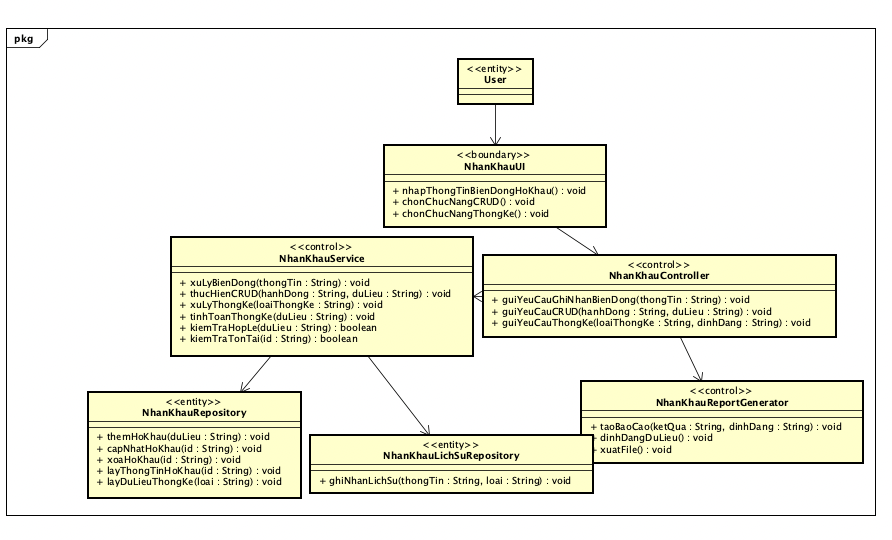 pkg
<<entity>>
User
<<boundary>>
NhanKhauUI
+ nhapThongTinBienDongHoKhau() : void
+ chonChucNangCRUD() : void
+ chonChucNangThongKe() : void
<<control>>
NhanKhauService
+ xuLyBienDong(thongTin : String) : void
+ thucHienCRUD(hanhDong : String, duLieu : String) : void
+ xuLyThongKe(loaiThongKe : String) : void
+ tinhToanThongKe(duLieu : String) : void
+ kiemTraHopLe(duLieu : String) : boolean
+ kiemTraTonTai(id : String) : boolean
<<control>>
NhanKhauController
+ guiYeuCauGhiNhanBienDong(thongTin : String) : void
+ guiYeuCauCRUD(hanhDong : String, duLieu : String) : void
+ guiYeuCauThongKe(loaiThongKe : String, dinhDang : String) : void
<<entity>>
NhanKhauRepository
+ themHoKhau(duLieu : String) : void
+ capNhatHoKhau(id : String) : void
+ xoaHoKhau(id : String) : void
+ layThongTinHoKhau(id : String) : void
+ layDuLieuThongKe(loai : String) : void
<<entity>>
NhanKhauLichSuRepository
+ ghiNhanLichSu(thongTin : String, loai : String) : void
<<control>>
NhanKhauReportGenerator
+ taoBaoCao(ketQua : String, dinhDang : String) : void
+ dinhDangDuLieu() : void
+ xuatFile() : void